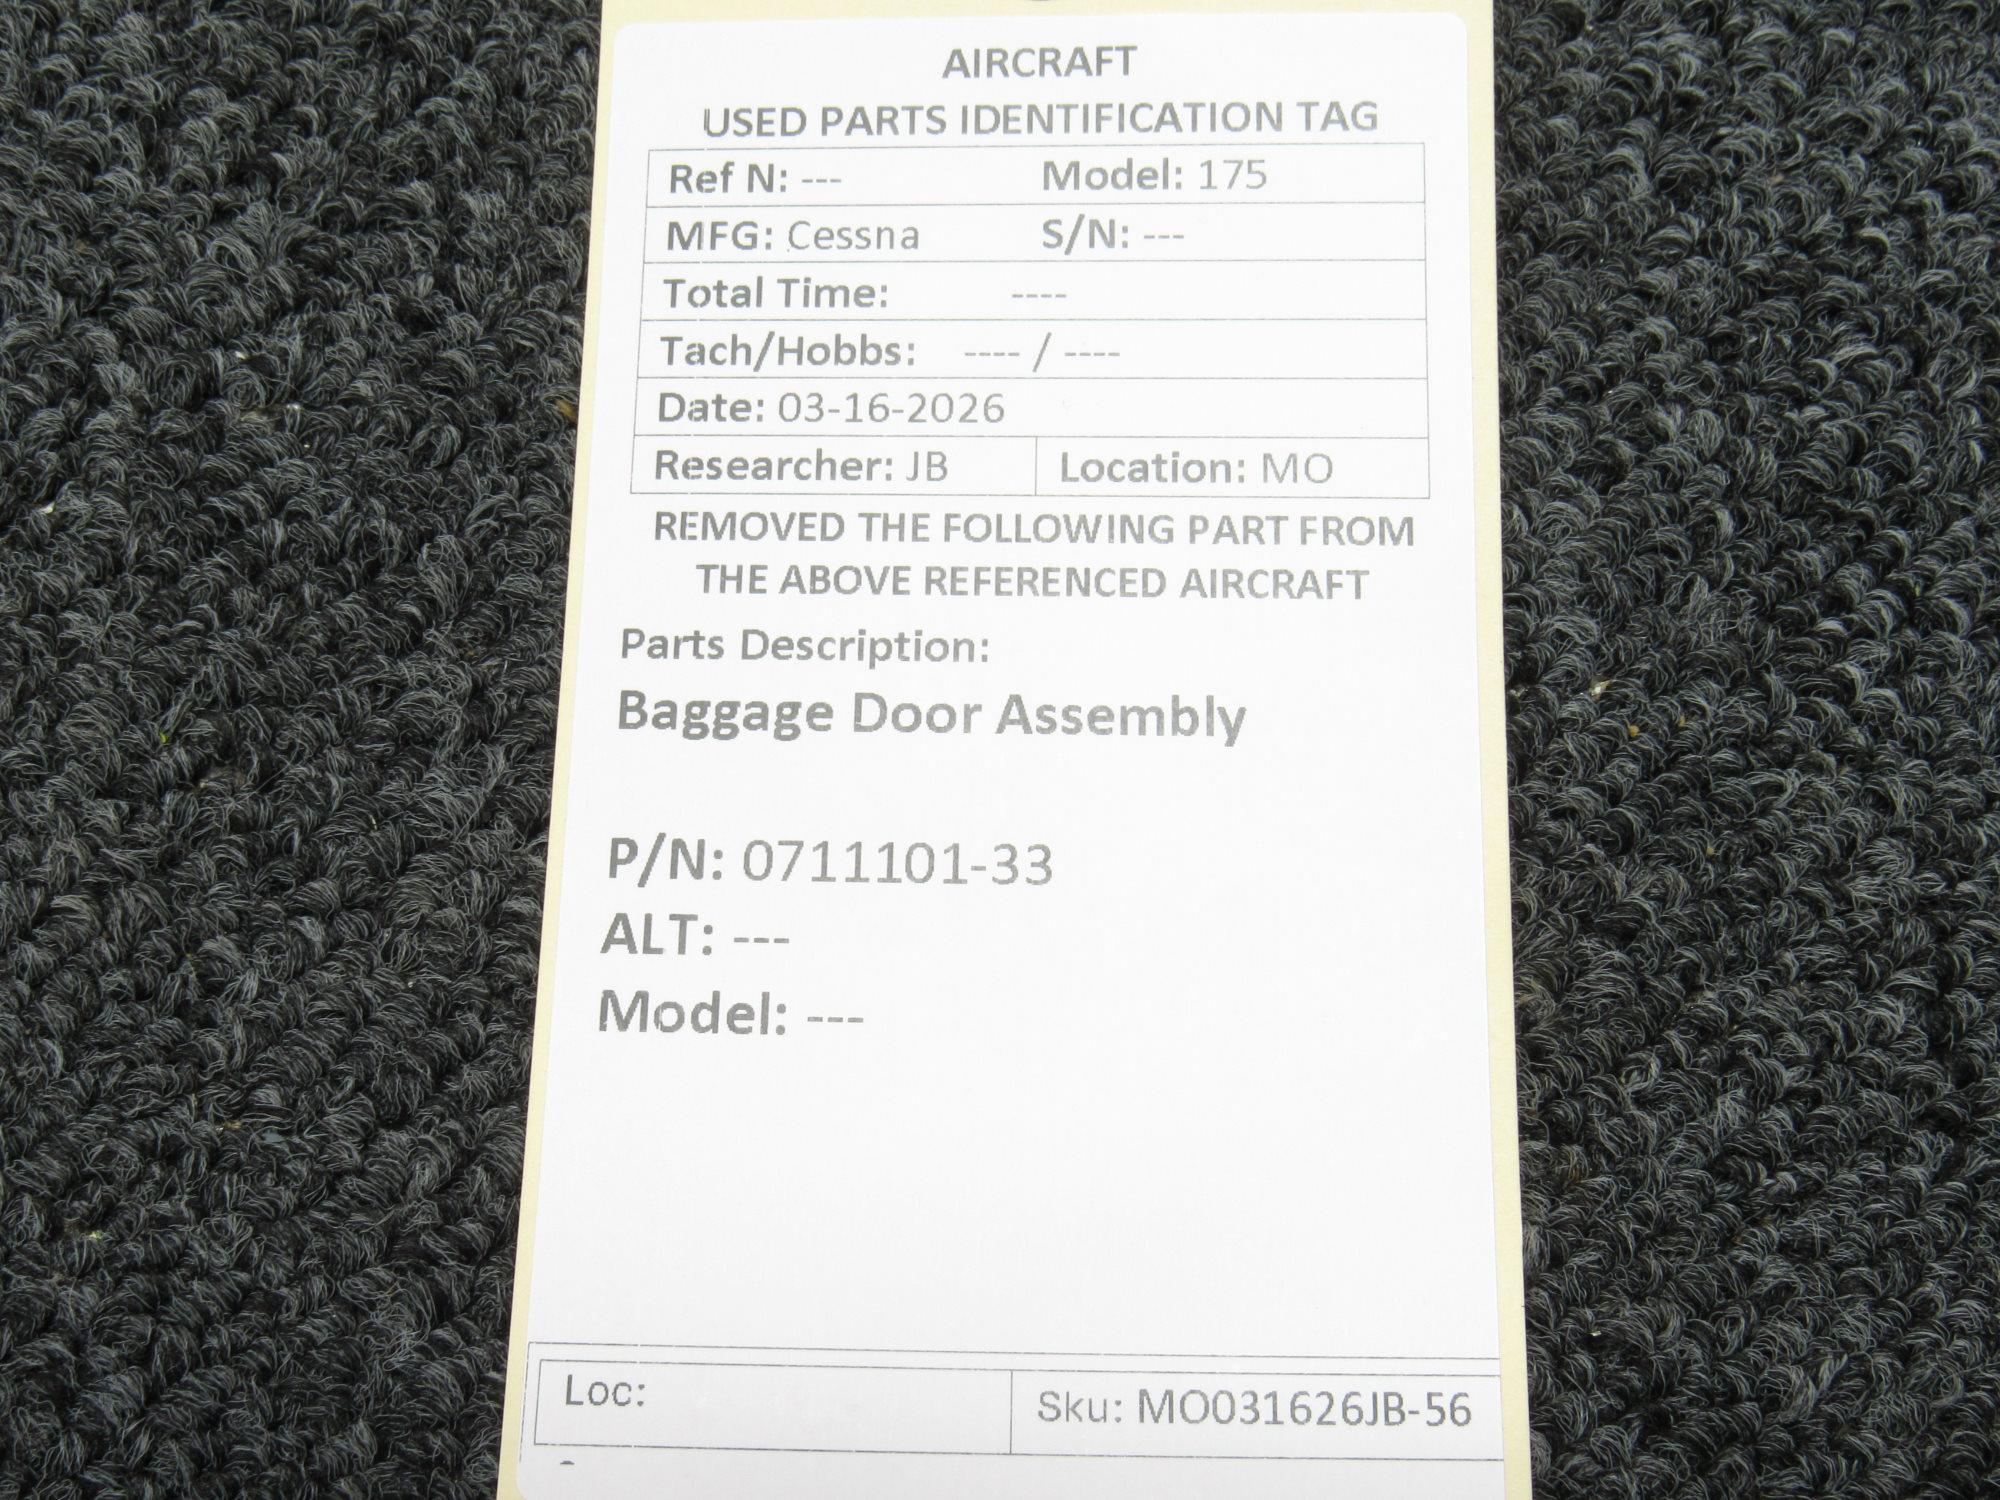 AIRCRAFT
USED PARTS IDENTIFICATION TAG
Ref N: --- Model: 175
MFG: Cessna S/N: ---
Total Time: ----
Tach/Hobbs: ---- / ----
Date: 03-16-2026
Researcher: JB Location: MO
REMOVED THE FOLLOWING PART FROM
THE ABOVE REFERENCED AIRCRAFT
Parts Description:
Baggage Door Assembly
P/N: 0711101-33
ALT: ---
Model: ---
Loc: Sku: MO031626JB-56